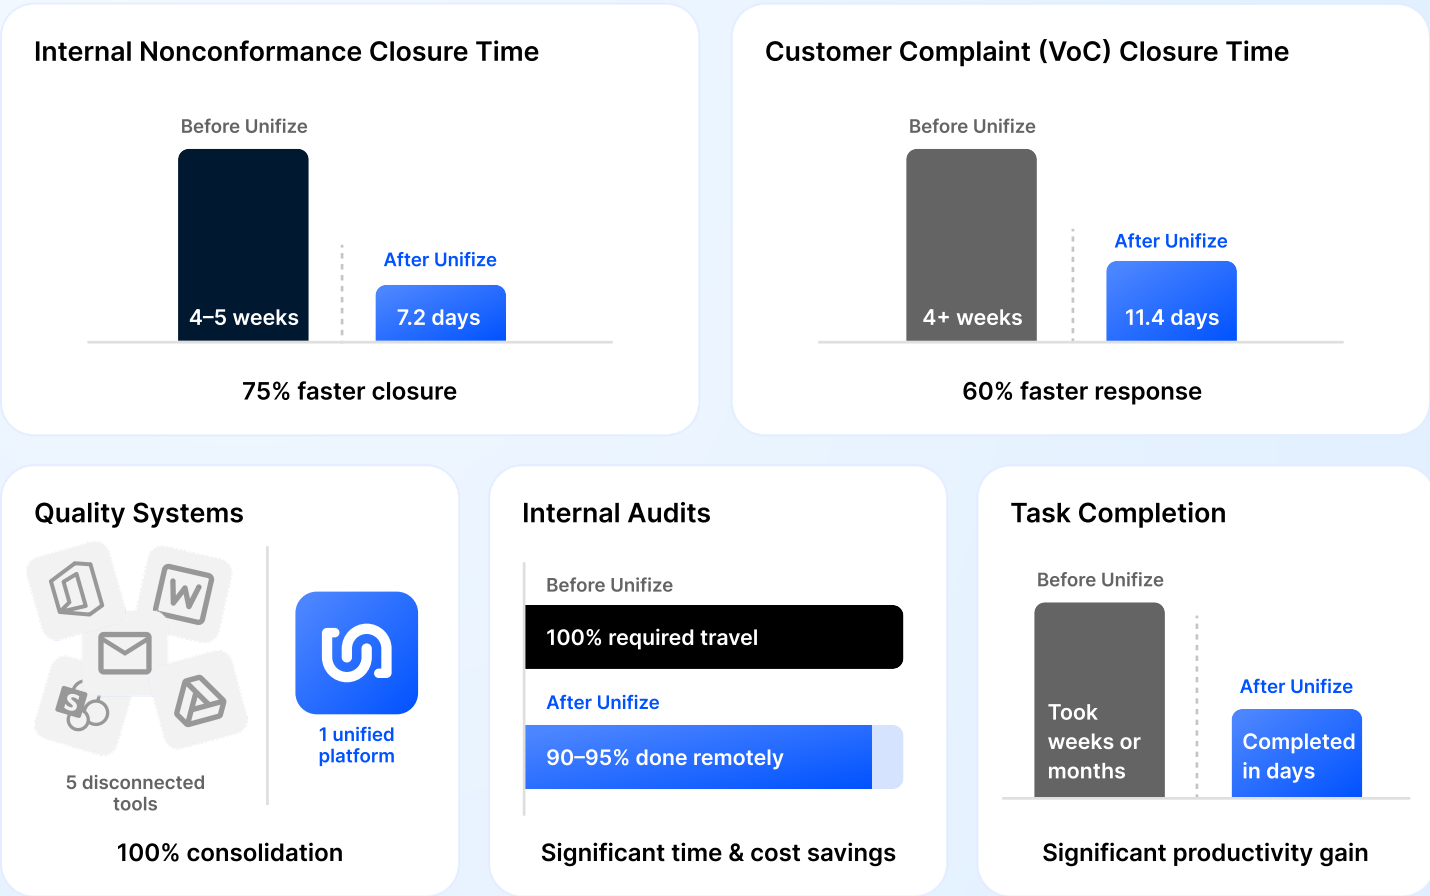 Internal Nonconformance Closure Time
Before Unifize
4–5 weeks
After Unifize
7.2 days
75% faster closure
Customer Complaint (VoC) Closure Time
Before Unifize
4+ weeks
After Unifize
11.4 days
60% faster response
Quality Systems
W
S
5 disconnected
tools
1 unified
platform
100% consolidation
Internal Audits
Before Unifize
100% required travel
After Unifize
90–95% done remotely
Significant time & cost savings
Task Completion
Before Unifize
Took
weeks or
months
After Unifize
Completed
in days
Significant productivity gain